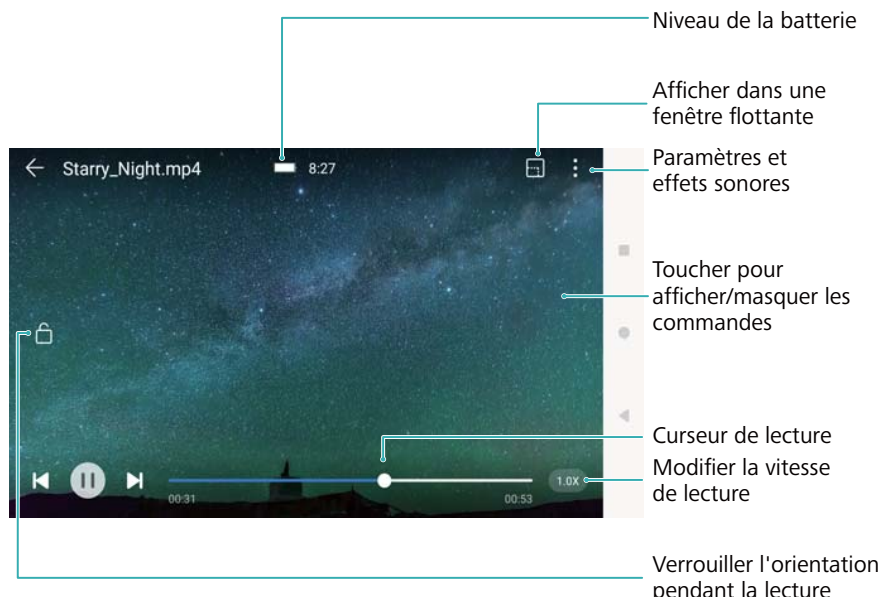 Niveau de la batterie
Afficher dans une
fenêtre flottante
Starry_Night.mp4
8:27
Paramètres et
effets sonores
Toucher pour
afficher/masquer les
commandes
Curseur de lecture
Modifier la vitesse
de lecture
1.0X
00:31
00:53
Verrouiller l'orientation
pendant la lecture